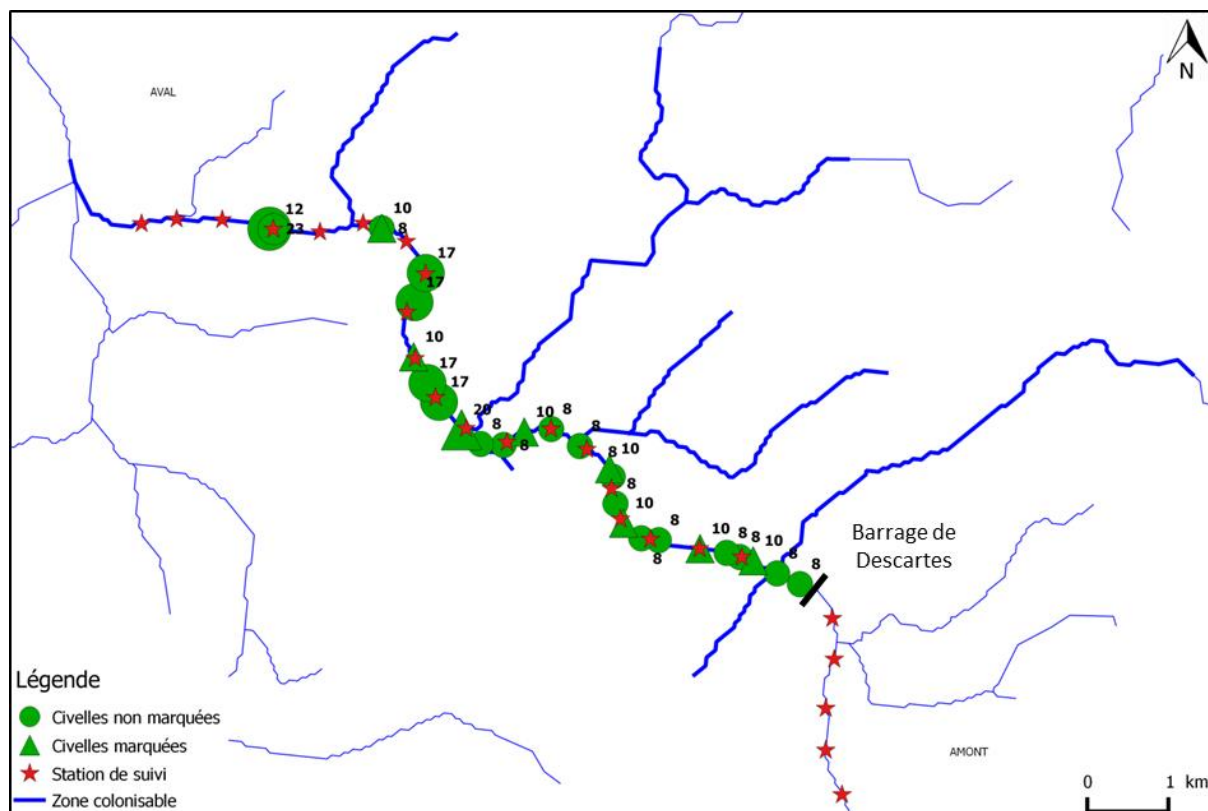 AVAL
N
12
23
10
8
17
17
10
17
17
20
8
8
10
8
8
8
10
8
10
8
8
10
8
8
10
8
8
Barrage de
Descartes
AMONT
Légende
Civelles non marquées
Civelles marquées
Station de suivi
Zone colonisable
0 1 km